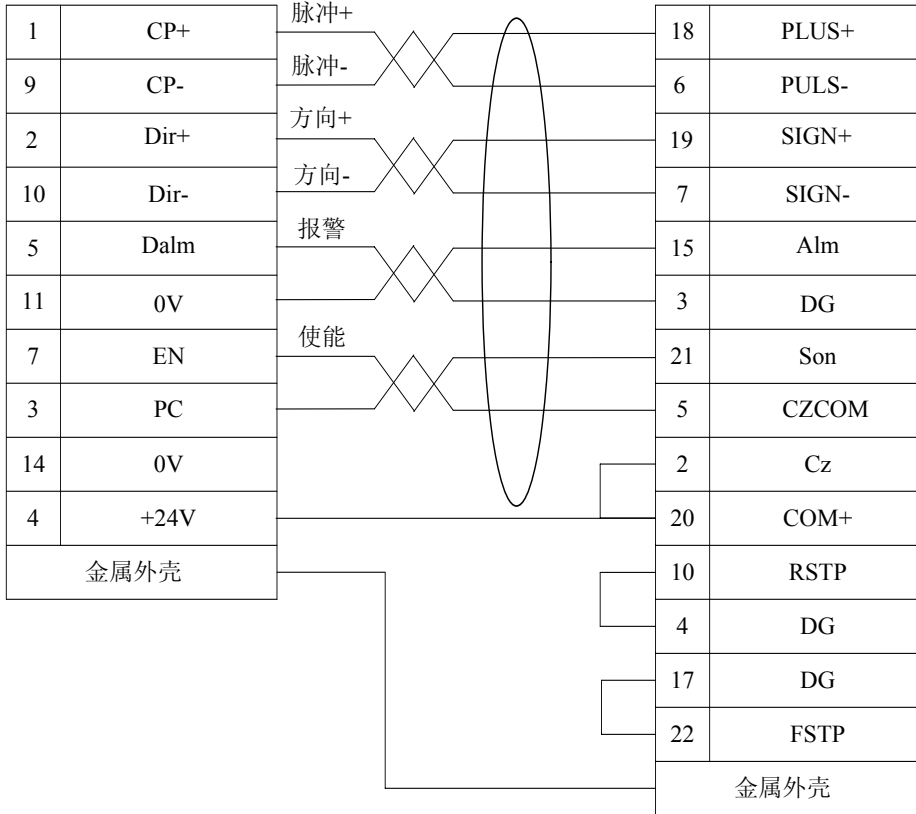 1 CP+ 脉冲+ 18 PLUS+
9 CP- 脉冲- 6 PULS-
2 Dir+ 方向+ 19 SIGN+
10 Dir- 方向- 7 SIGN-
5 Dalm 报警 15 Alm
11 0V 3 DG
7 EN 使能 21 Son
3 PC 5 CZCOM
14 0V 2 Cz
4 +24V 20 COM+
金属外壳 10 RSTP
4 DG
17 DG
22 FSTP
金属外壳